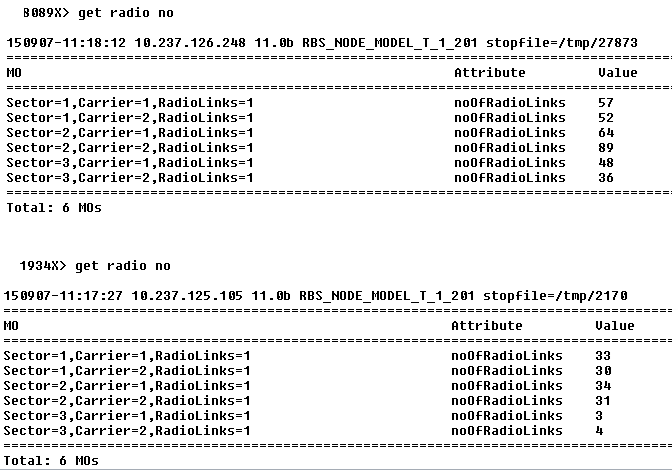 8089X> get radio no
150907-11:18:12 10.237.126.248 11.0b RBS_NODE_MODEL_T_1_201 stopfile=/tmp/27873
=================================================================================
MO Attribute Value
=================================================================================
Sector=1,Carrier=1,RadioLinks=1 noOfRadioLinks 57
Sector=1,Carrier=2,RadioLinks=1 noOfRadioLinks 52
Sector=2,Carrier=1,RadioLinks=1 noOfRadioLinks 64
Sector=2,Carrier=2,RadioLinks=1 noOfRadioLinks 89
Sector=3,Carrier=1,RadioLinks=1 noOfRadioLinks 48
Sector=3,Carrier=2,RadioLinks=1 noOfRadioLinks 36
=================================================================================
Total: 6 MOs
1934X> get radio no
150907-11:17:27 10.237.125.105 11.0b RBS_NODE_MODEL_T_1_201 stopfile=/tmp/2170
=================================================================================
MO Attribute Value
=================================================================================
Sector=1,Carrier=1,RadioLinks=1 noOfRadioLinks 33
Sector=1,Carrier=2,RadioLinks=1 noOfRadioLinks 30
Sector=2,Carrier=1,RadioLinks=1 noOfRadioLinks 34
Sector=2,Carrier=2,RadioLinks=1 noOfRadioLinks 31
Sector=3,Carrier=1,RadioLinks=1 noOfRadioLinks 3
Sector=3,Carrier=2,RadioLinks=1 noOfRadioLinks 4
=================================================================================
Total: 6 MOs